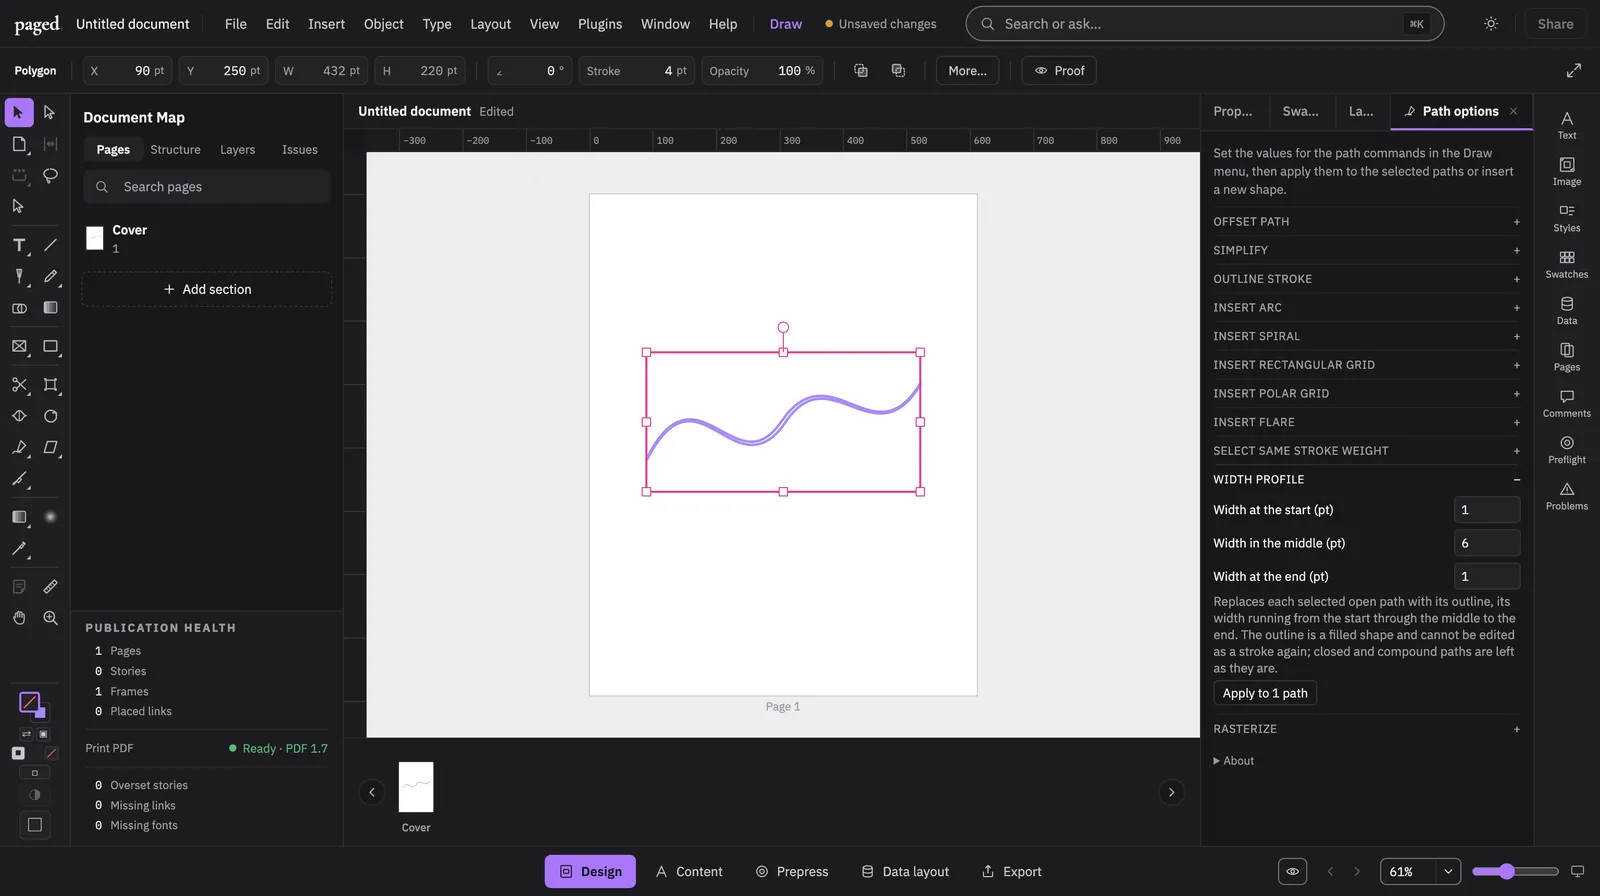 paged.
Untitled document
File Edit Insert Object Type Layout View Plugins Window Help
Draw
Unsaved changes
Search or ask...
⌘K
Share
Polygon
X 90 pt
Y 250 pt
W 432 pt
H 220 pt
0 °
Stroke 4 pt
Opacity 100 %
More...
Proof
Document Map
Pages Structure Layers Issues
Search pages
Cover
1
+ Add section
PUBLICATION HEALTH
1 Pages
0 Stories
1 Frames
0 Placed links
Print PDF Ready · PDF 1.7
0 Overset stories
0 Missing links
0 Missing fonts
Untitled document Edited
-300 -200 -100 0 100 200 300 400 500 600 700 800 900
Page 1
Cover
Prop... Swa... La... Path options ×
Set the values for the path commands in the Draw
menu, then apply them to the selected paths or insert
a new shape.
OFFSET PATH +
SIMPLIFY +
OUTLINE STROKE +
INSERT ARC +
INSERT SPIRAL +
INSERT RECTANGULAR GRID +
INSERT POLAR GRID +
INSERT FLARE +
SELECT SAME STROKE WEIGHT +
WIDTH PROFILE −
Width at the start (pt) 1
Width in the middle (pt) 6
Width at the end (pt) 1
Replaces each selected open path with its outline, its
width running from the start through the middle to the
end. The outline is a filled shape and cannot be edited
as a stroke again; closed and compound paths are left
as they are.
Apply to 1 path
RASTERIZE +
About
Text
Image
Styles
Swatches
Data
Pages
Comments
Preflight
Problems
Design Content Prepress Data layout Export
61%